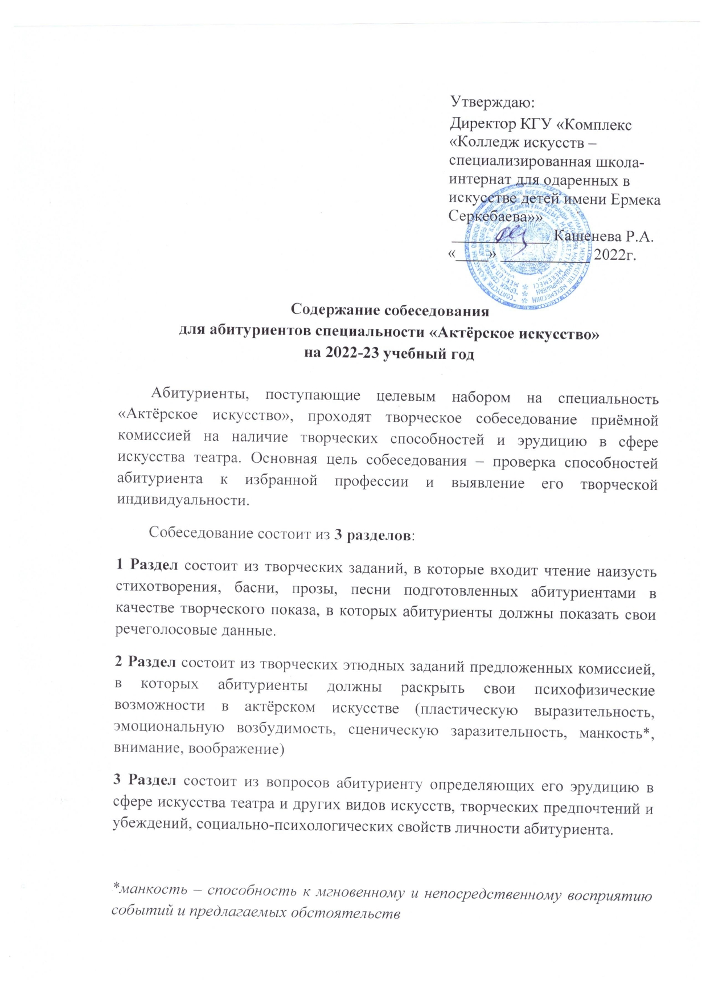 Утверждаю:
Директор КГУ «Комплекс
«Колледж искусств –
специализированная школа-
интернат для одаренных в
искусстве детей имени Ермека
Серкебаева»»
____________ Кашенева Р.А.
«____» ___________ 2022г.
Содержание собеседования
для абитуриентов специальности «Актёрское искусство»
на 2022-23 учебный год
Абитуриенты, поступающие целевым набором на специальность
«Актёрское искусство», проходят творческое собеседование приёмной
комиссией на наличие творческих способностей и эрудицию в сфере
искусства театра. Основная цель собеседования – проверка способностей
абитуриента к избранной профессии и выявление его творческой
индивидуальности.
Собеседование состоит из 3 разделов:
1 Раздел состоит из творческих заданий, в которые входит чтение наизусть
стихотворения, басни, прозы, песни подготовленных абитуриентами в
качестве творческого показа, в которых абитуриенты должны показать свои
речеголосовые данные.
2 Раздел состоит из творческих этюдных заданий предложенных комиссией,
в которых абитуриенты должны раскрыть свои психофизические
возможности в актёрском искусстве (пластическую выразительность,
эмоциональную возбудимость, сценическую заразительность, манкость*,
внимание, воображение)
3 Раздел состоит из вопросов абитуриенту определяющих его эрудицию в
сфере искусства театра и других видов искусств, творческих предпочтений и
убеждений, социально-психологических свойств личности абитуриента.
*манкость – способность к мгновенному и непосредственному восприятию
событий и предлагаемых обстоятельств